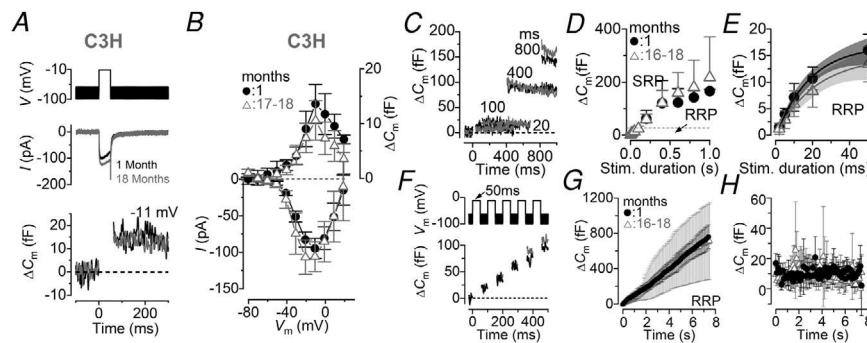 A
C3H
V (mV)
-10
-100
I (pA)
0
-100
-200
1 Month
18 Months
ΔCm (fF)
20
10
0
-10
-11 mV
0 200
Time (ms)
B
C3H
months
●:1
△:17-18
20
10
0
ΔCm (fF)
0
-50
-100
-150
I (pA)
-80 -40 0
Vm (mV)
C
ΔCm (fF)
200
150
100
50
0
ms
800
400
100
20
0 400 800
Time (ms)
D
months
●:1
△:16-18
ΔCm (fF)
400
200
0
SRP
RRP
0.0 0.5 1.0
Stim. duration (s)
E
ΔCm (fF)
20
15
10
5
0
RRP
0 20 40
Stim. duration (ms)
F
Vm (mV)
0
-100
50ms
ΔCm (fF)
100
50
0
0 200 400
Time (ms)
G
months
●:1
△:16-18
ΔCm (fF)
1200
800
400
0
RRP
0 2 4 6 8
Time (s)
H
ΔCm (fF)
60
40
20
0
-20
0 2 4 6 8
Time (s)